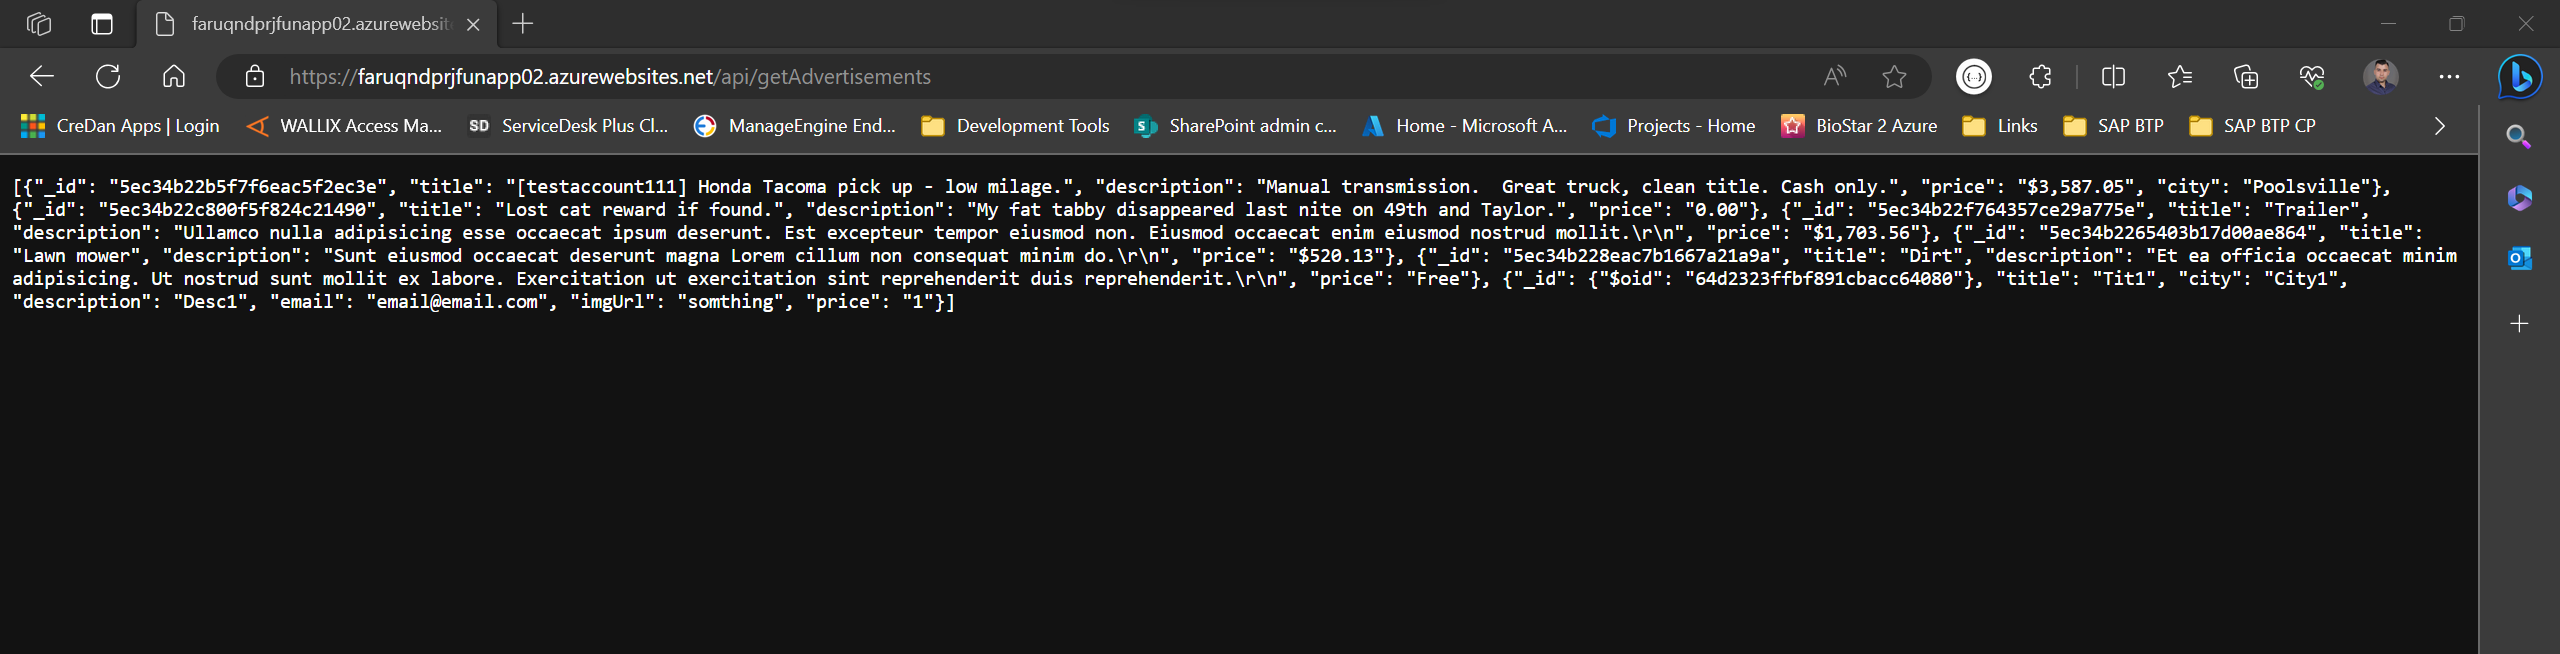 faruqndprjfunapp02.azurewebsit
https://faruqndprjfunapp02.azurewebsites.net/api/getAdvertisements
CreDan Apps | Login WALLIX Access Ma... SD ServiceDesk Plus Cl... ManageEngine End... Development Tools SharePoint admin c... Home - Microsoft A... Projects - Home BioStar 2 Azure Links SAP BTP SAP BTP CP
[{"_id": "5ec34b22b5f7f6eac5f2ec3e", "title": "[testaccount111] Honda Tacoma pick up - low milage.", "description": "Manual transmission.  Great truck, clean title. Cash only.", "price": "$3,587.05", "city": "Poolsville"},
{"_id": "5ec34b22c800f5f824c21490", "title": "Lost cat reward if found.", "description": "My fat tabby disappeared last nite on 49th and Taylor.", "price": "0.00"}, {"_id": "5ec34b22f764357ce29a775e", "title": "Trailer",
"description": "Ullamco nulla adipisicing esse occaecat ipsum deserunt. Est excepteur tempor eiusmod non. Eiusmod occaecat enim eiusmod nostrud mollit.\r\n", "price": "$1,703.56"}, {"_id": "5ec34b2265403b17d00ae864", "title":
"Lawn mower", "description": "Sunt eiusmod occaecat deserunt magna Lorem cillum non consequat minim do.\r\n", "price": "$520.13"}, {"_id": "5ec34b228eac7b1667a21a9a", "title": "Dirt", "description": "Et ea officia occaecat minim
adipisicing. Ut nostrud sunt mollit ex labore. Exercitation ut exercitation sint reprehenderit duis reprehenderit.\r\n", "price": "Free"}, {"_id": {"$oid": "64d2323ffbf891cbacc64080"}, "title": "Tit1", "city": "City1",
"description": "Desc1", "email": "email@email.com", "imgUrl": "somthing", "price": "1"}]